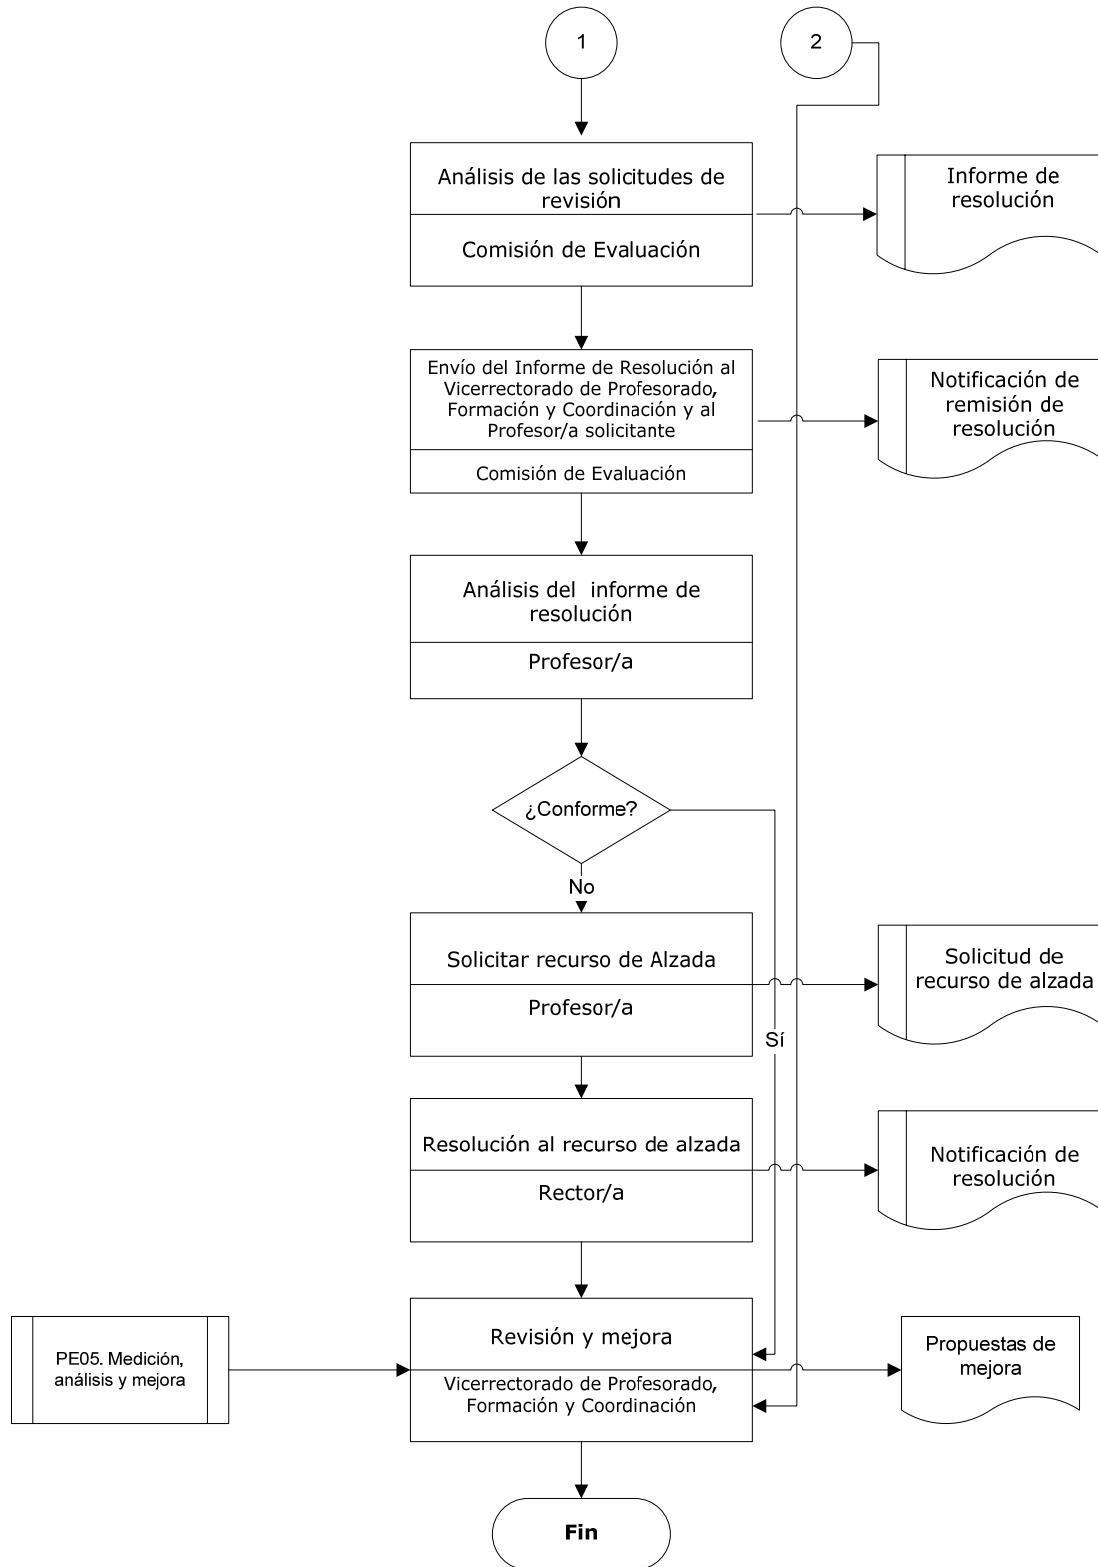 1
2
Análisis de las solicitudes de
revisión
Comisión de Evaluación
Informe de
resolución
Envío del Informe de Resolución al
Vicerrectorado de Profesorado,
Formación y Coordinación y al
Profesor/a solicitante
Comisión de Evaluación
Notificación de
remisión de
resolución
Análisis del informe de
resolución
Profesor/a
¿Conforme?
No
Solicitar recurso de Alzada
Profesor/a
Solicitud de
recurso de alzada
Sí
Resolución al recurso de alzada
Rector/a
Notificación de
resolución
PE05. Medición,
análisis y mejora
Revisión y mejora
Vicerrectorado de Profesorado,
Formación y Coordinación
Propuestas de
mejora
Fin